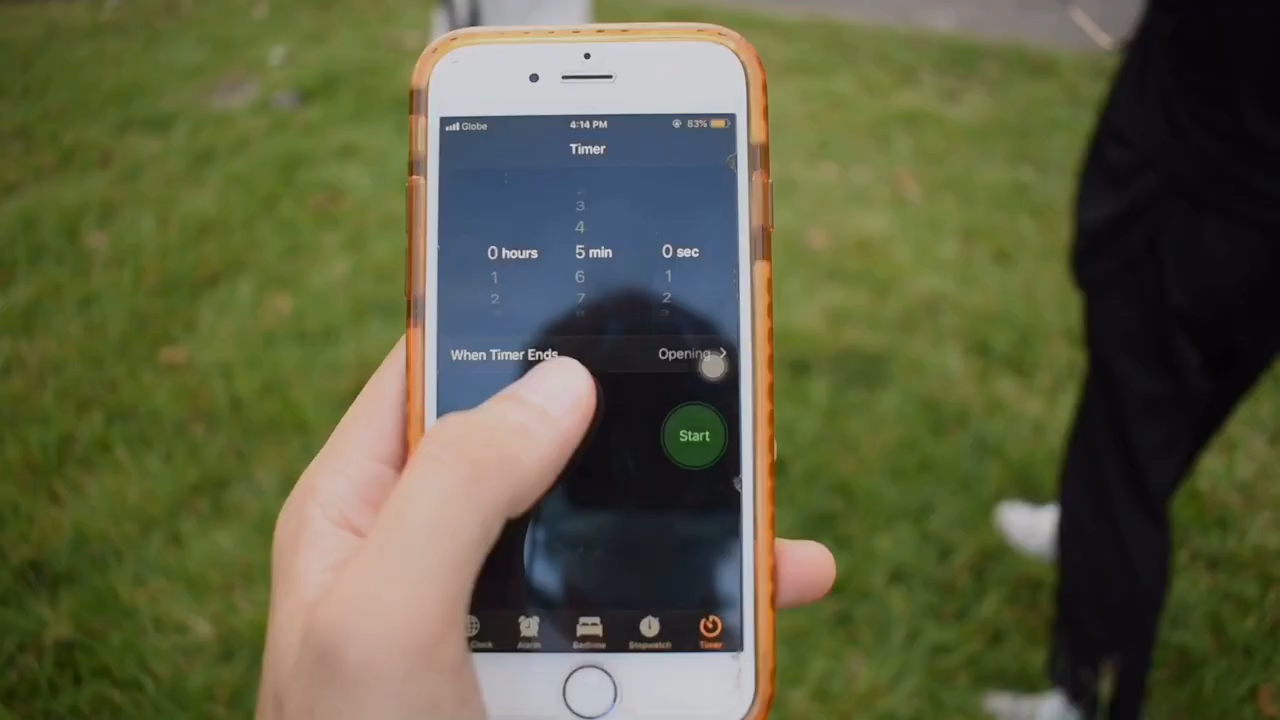 Globe 4:14 PM 83%
Timer
3
4
0 hours 5 min 0 sec
1 6 1
2 7 2
When Timer Ends Opening
Start
Clock Alarm Bedtime Stopwatch Timer